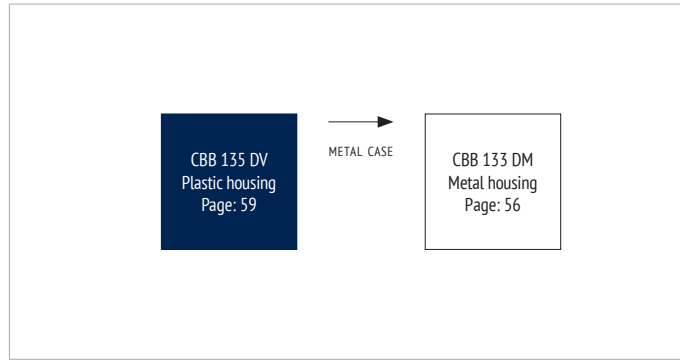 CBB 135 DV
Plastic housing
Page: 59
METAL CASE
CBB 133 DM
Metal housing
Page: 56